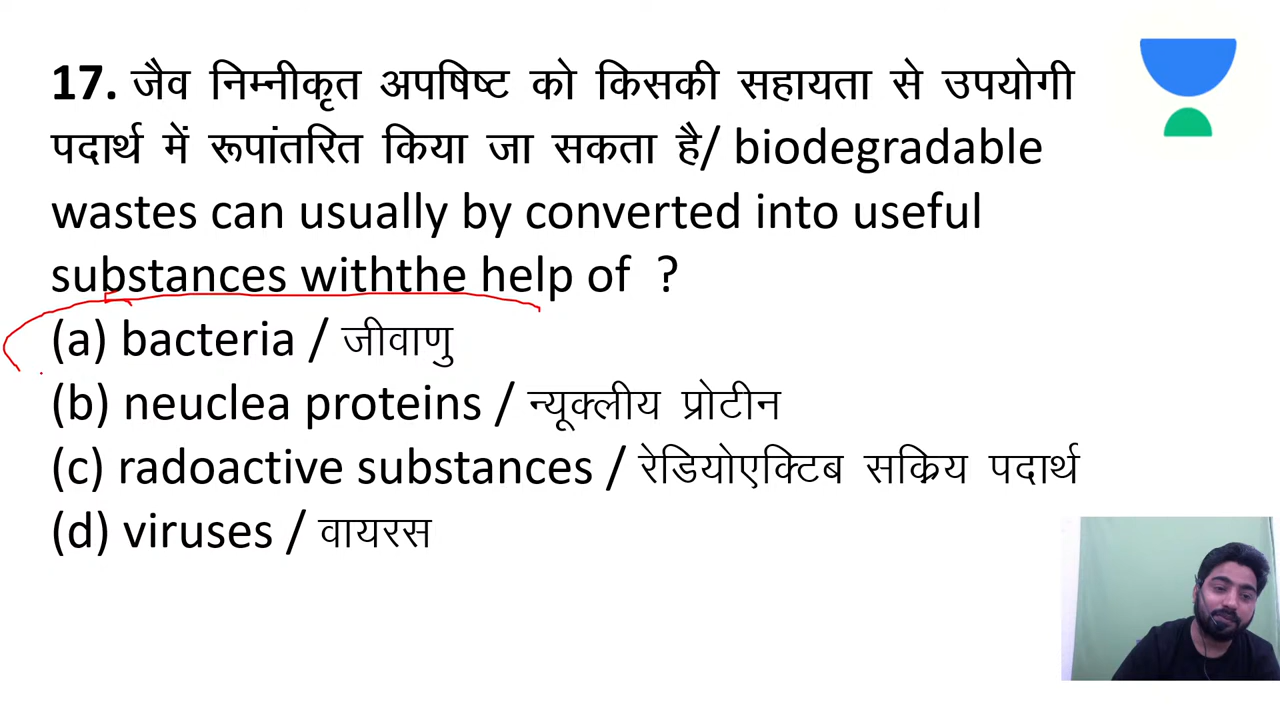 17. जैव निम्नीकृत अपषिष्ट को किसकी सहायता से उपयोगी
पदार्थ में रूपांतरित किया जा सकता है/ biodegradable
wastes can usually by converted into useful
substances withthe help of ?
(a) bacteria / जीवाणु
(b) neuclea proteins / न्यूक्लीय प्रोटीन
(c) radoactive substances / रेडियोएक्टिब सक्रिय पदार्थ
(d) viruses / वायरस